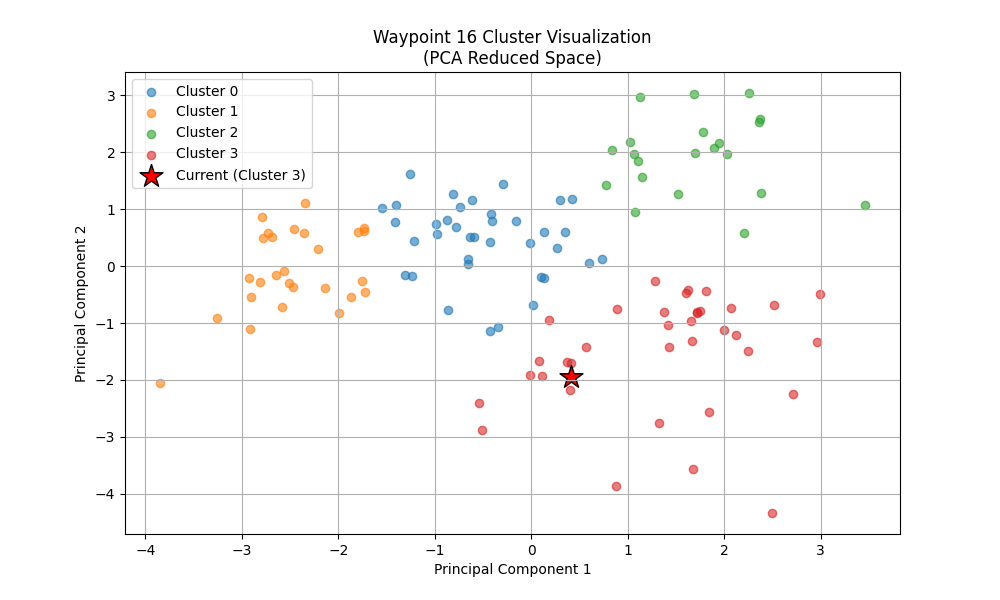 Waypoint 16 Cluster Visualization
(PCA Reduced Space)
Cluster 0
Cluster 1
Cluster 2
Cluster 3
Current (Cluster 3)
Principal Component 2
3
2
1
0
−1
−2
−3
−4
−4
−3
−2
−1
0
1
2
3
Principal Component 1